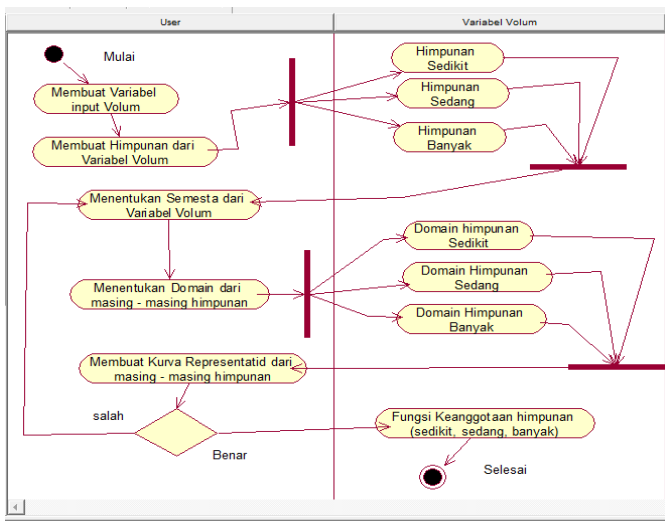 User
Variabel Volum
Mulai
Membuat Variabel
input Volum
Membuat Himpunan dari
Variabel Volum
Himpunan
Sedikit
Himpunan
Sedang
Himpunan
Banyak
Menentukan Semesta dari
Variabel Volum
Menentukan Domain dari
masing - masing himpunan
Domain himpunan
Sedikit
Domain Himpunan
Sedang
Domain Himpunan
Banyak
Membuat Kurva Representatid dari
masing - masing himpunan
salah
Benar
Fungsi Keanggotaan himpunan
(sedikit, sedang, banyak)
Selesai